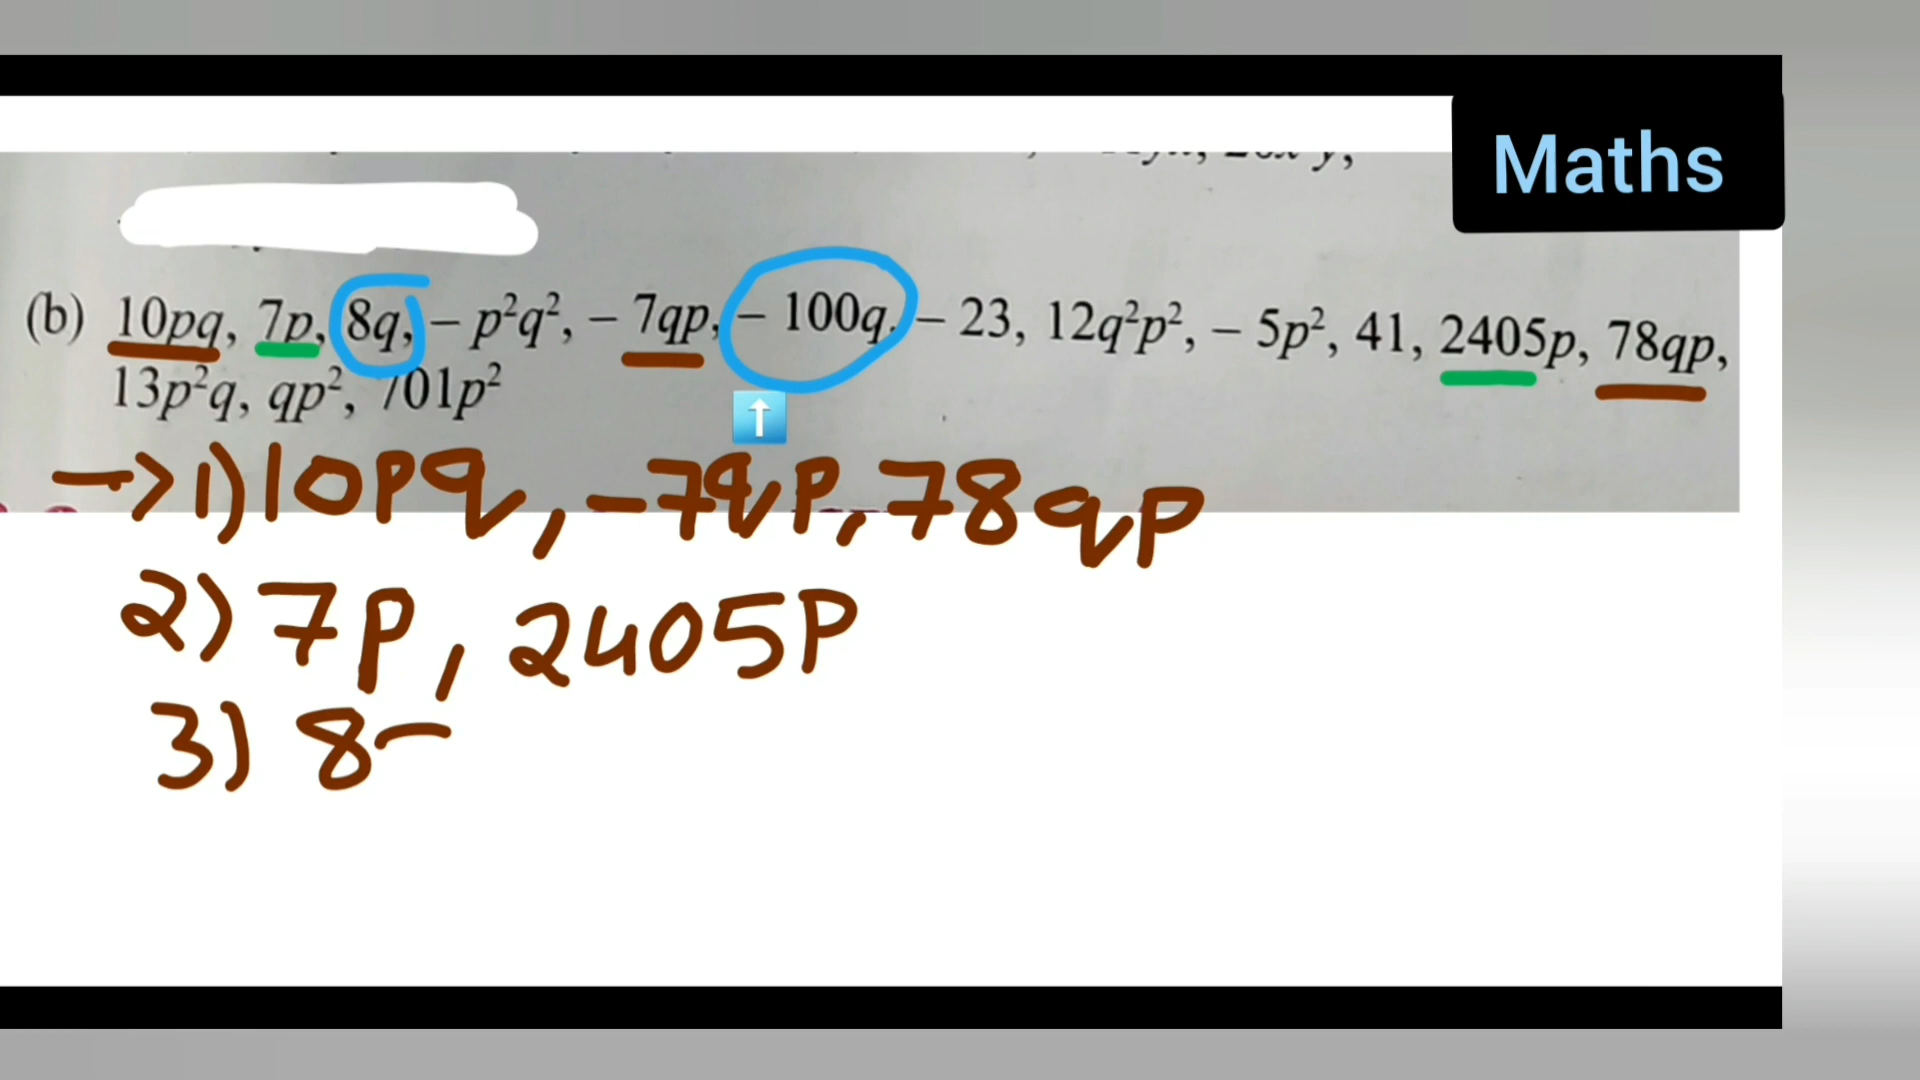 Maths
(b) 10pq, 7p, 8q, – p²q², – 7qp, – 100q, – 23, 12q²p², – 5p², 41, 2405p, 78qp,
13p²q, qp², 701p²
→ 1) 10pq, -7qp, 78qp
2) 7p, 2405P
3) 8